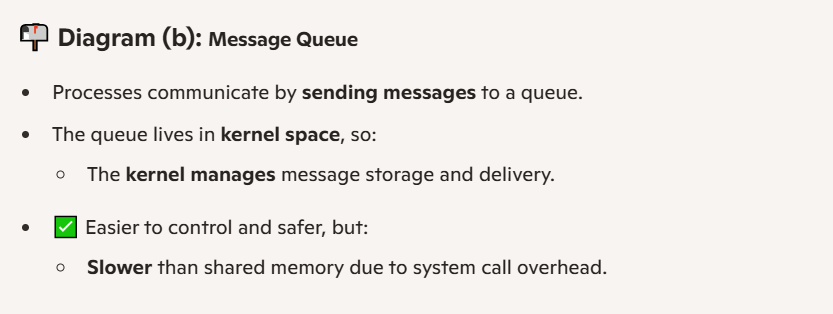 📬 Diagram (b): Message Queue
• Processes communicate by sending messages to a queue.
• The queue lives in kernel space, so:
○ The kernel manages message storage and delivery.
• ✅ Easier to control and safer, but:
○ Slower than shared memory due to system call overhead.